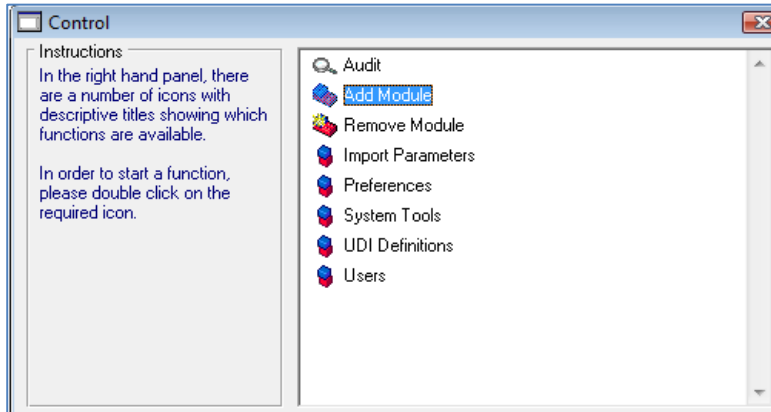 Control
Instructions
In the right hand panel, there
are a number of icons with
descriptive titles showing which
functions are available.
In order to start a function,
please double click on the
required icon.
Audit
Add Module
Remove Module
Import Parameters
Preferences
System Tools
UDI Definitions
Users